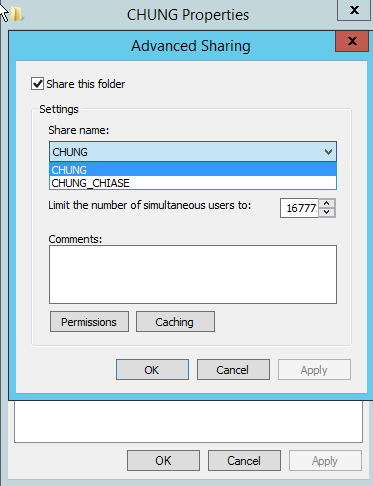 CHUNG Properties
x
Advanced Sharing
x
Share this folder
Settings
Share name:
CHUNG
CHUNG
CHUNG_CHIASE
Limit the number of simultaneous users to:
16777
Comments:
Permissions
Caching
OK
Cancel
Apply
OK
Cancel
Apply